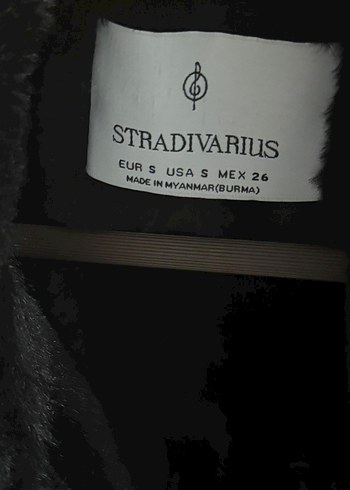 STRADIVARIUS
EUR S USA S MEX 26
MADE IN MYANMAR(BURMA)